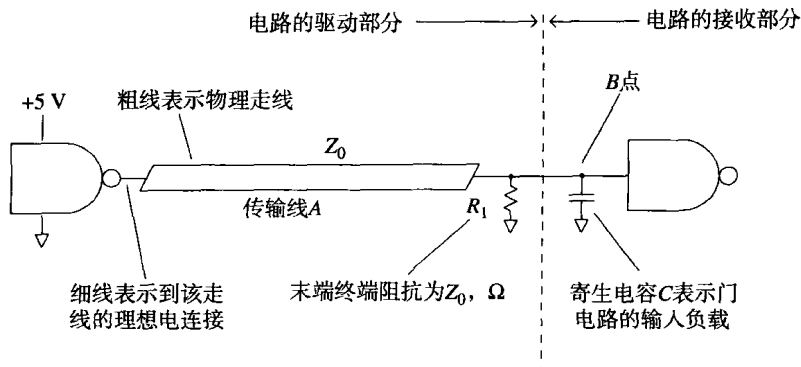 电路的驱动部分
电路的接收部分
+5 V
粗线表示物理走线
B点
Z0
传输线A
R1
细线表示到该走
线的理想电连接
末端终端阻抗为Z0，Ω
寄生电容C表示门
电路的输人负载